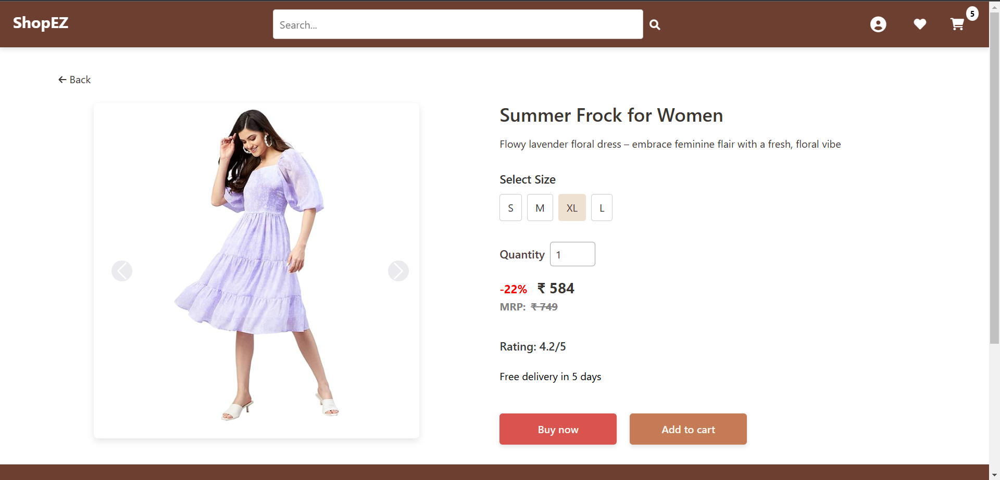 ShopEZ
Search...
5
Back
Summer Frock for Women
Flowy lavender floral dress – embrace feminine flair with a fresh, floral vibe
Select Size
S M XL L
Quantity 1
-22% ₹ 584
MRP: ₹ 749
Rating: 4.2/5
Free delivery in 5 days
Buy now Add to cart